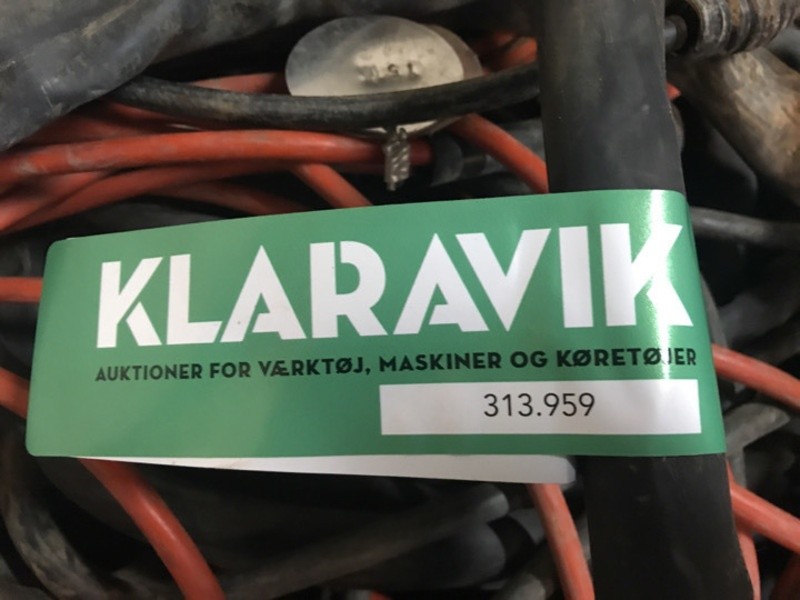 KLARAVIK
AUKTIONER FOR VÆRKTØJ, MASKINER OG KØRETØJER
313.959